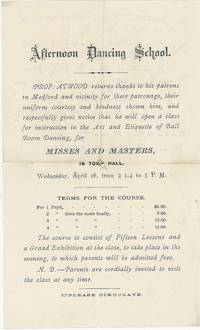 Afternoon Dancing School.
PROF. ATWOOD returns thanks to his patrons
in Medford and vicinity for their patronage, their
uniform courtesy and kindness shown him, and
respectfully gives notice that he will open a class
for instruction in the Art and Etiquette of Ball
Room Dancing, for
MISSES AND MASTERS,
IN TOWN HALL,
Wednesday, April 16, from 2 1-2 to 5 P. M.
TERMS FOR THE COURSE.
For 1 Pupil, $6.00.
2 " from the same family, 9.00.
3 " " " " 12.00.
4 " " " " 14.00.
The course to consist of Fifteen Lessons and
a Grand Exhibition at the close, to take place in the
evening, to which parents will be admitted free.
N. B.—Parents are cordially invited to visit
the class at any time.
PLEASE CIRCULATE.